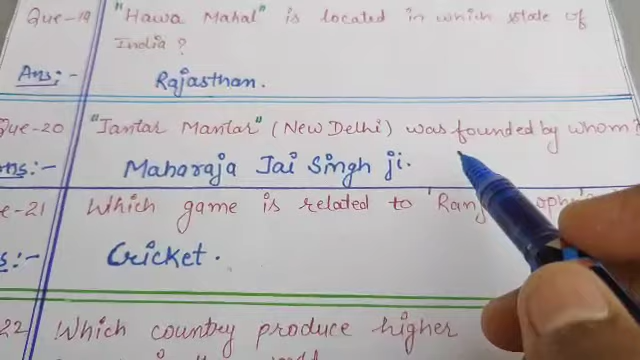 Que-19 "Hawa Mahal" is located in which state of
India ?
Ans:- Rajasthan.
Que-20 "Jantar Mantar" (New Delhi) was founded by whom?
Ans:- Maharaja Jai Singh ji.
e-21 Which game is related to 'Ran
s:- Cricket.
22 Which country produce higher